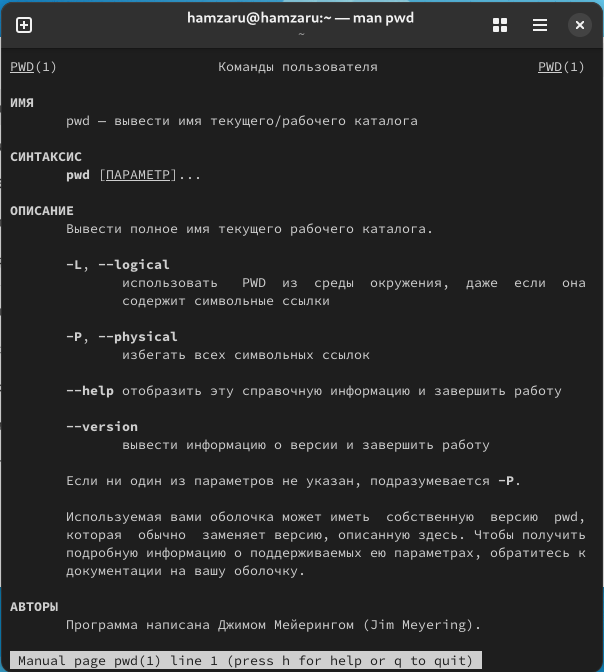 hamzaru@hamzaru:~ — man pwd
~
PWD(1) Команды пользователя PWD(1)
ИМЯ
pwd — вывести имя текущего/рабочего каталога
СИНТАКСИС
pwd [ПАРАМЕТР]...
ОПИСАНИЕ
Вывести полное имя текущего рабочего каталога.
-L, --logical
использовать PWD из среды окружения, даже если она
содержит символьные ссылки
-P, --physical
избегать всех символьных ссылок
--help отобразить эту справочную информацию и завершить работу
--version
вывести информацию о версии и завершить работу
Если ни один из параметров не указан, подразумевается -P.
Используемая вами оболочка может иметь собственную версию pwd,
которая обычно заменяет версию, описанную здесь. Чтобы получить
подробную информацию о поддерживаемых ею параметрах, обратитесь к
документации на вашу оболочку.
АВТОРЫ
Программа написана Джимом Мейерингом (Jim Meyering).
Manual page pwd(1) line 1 (press h for help or q to quit)